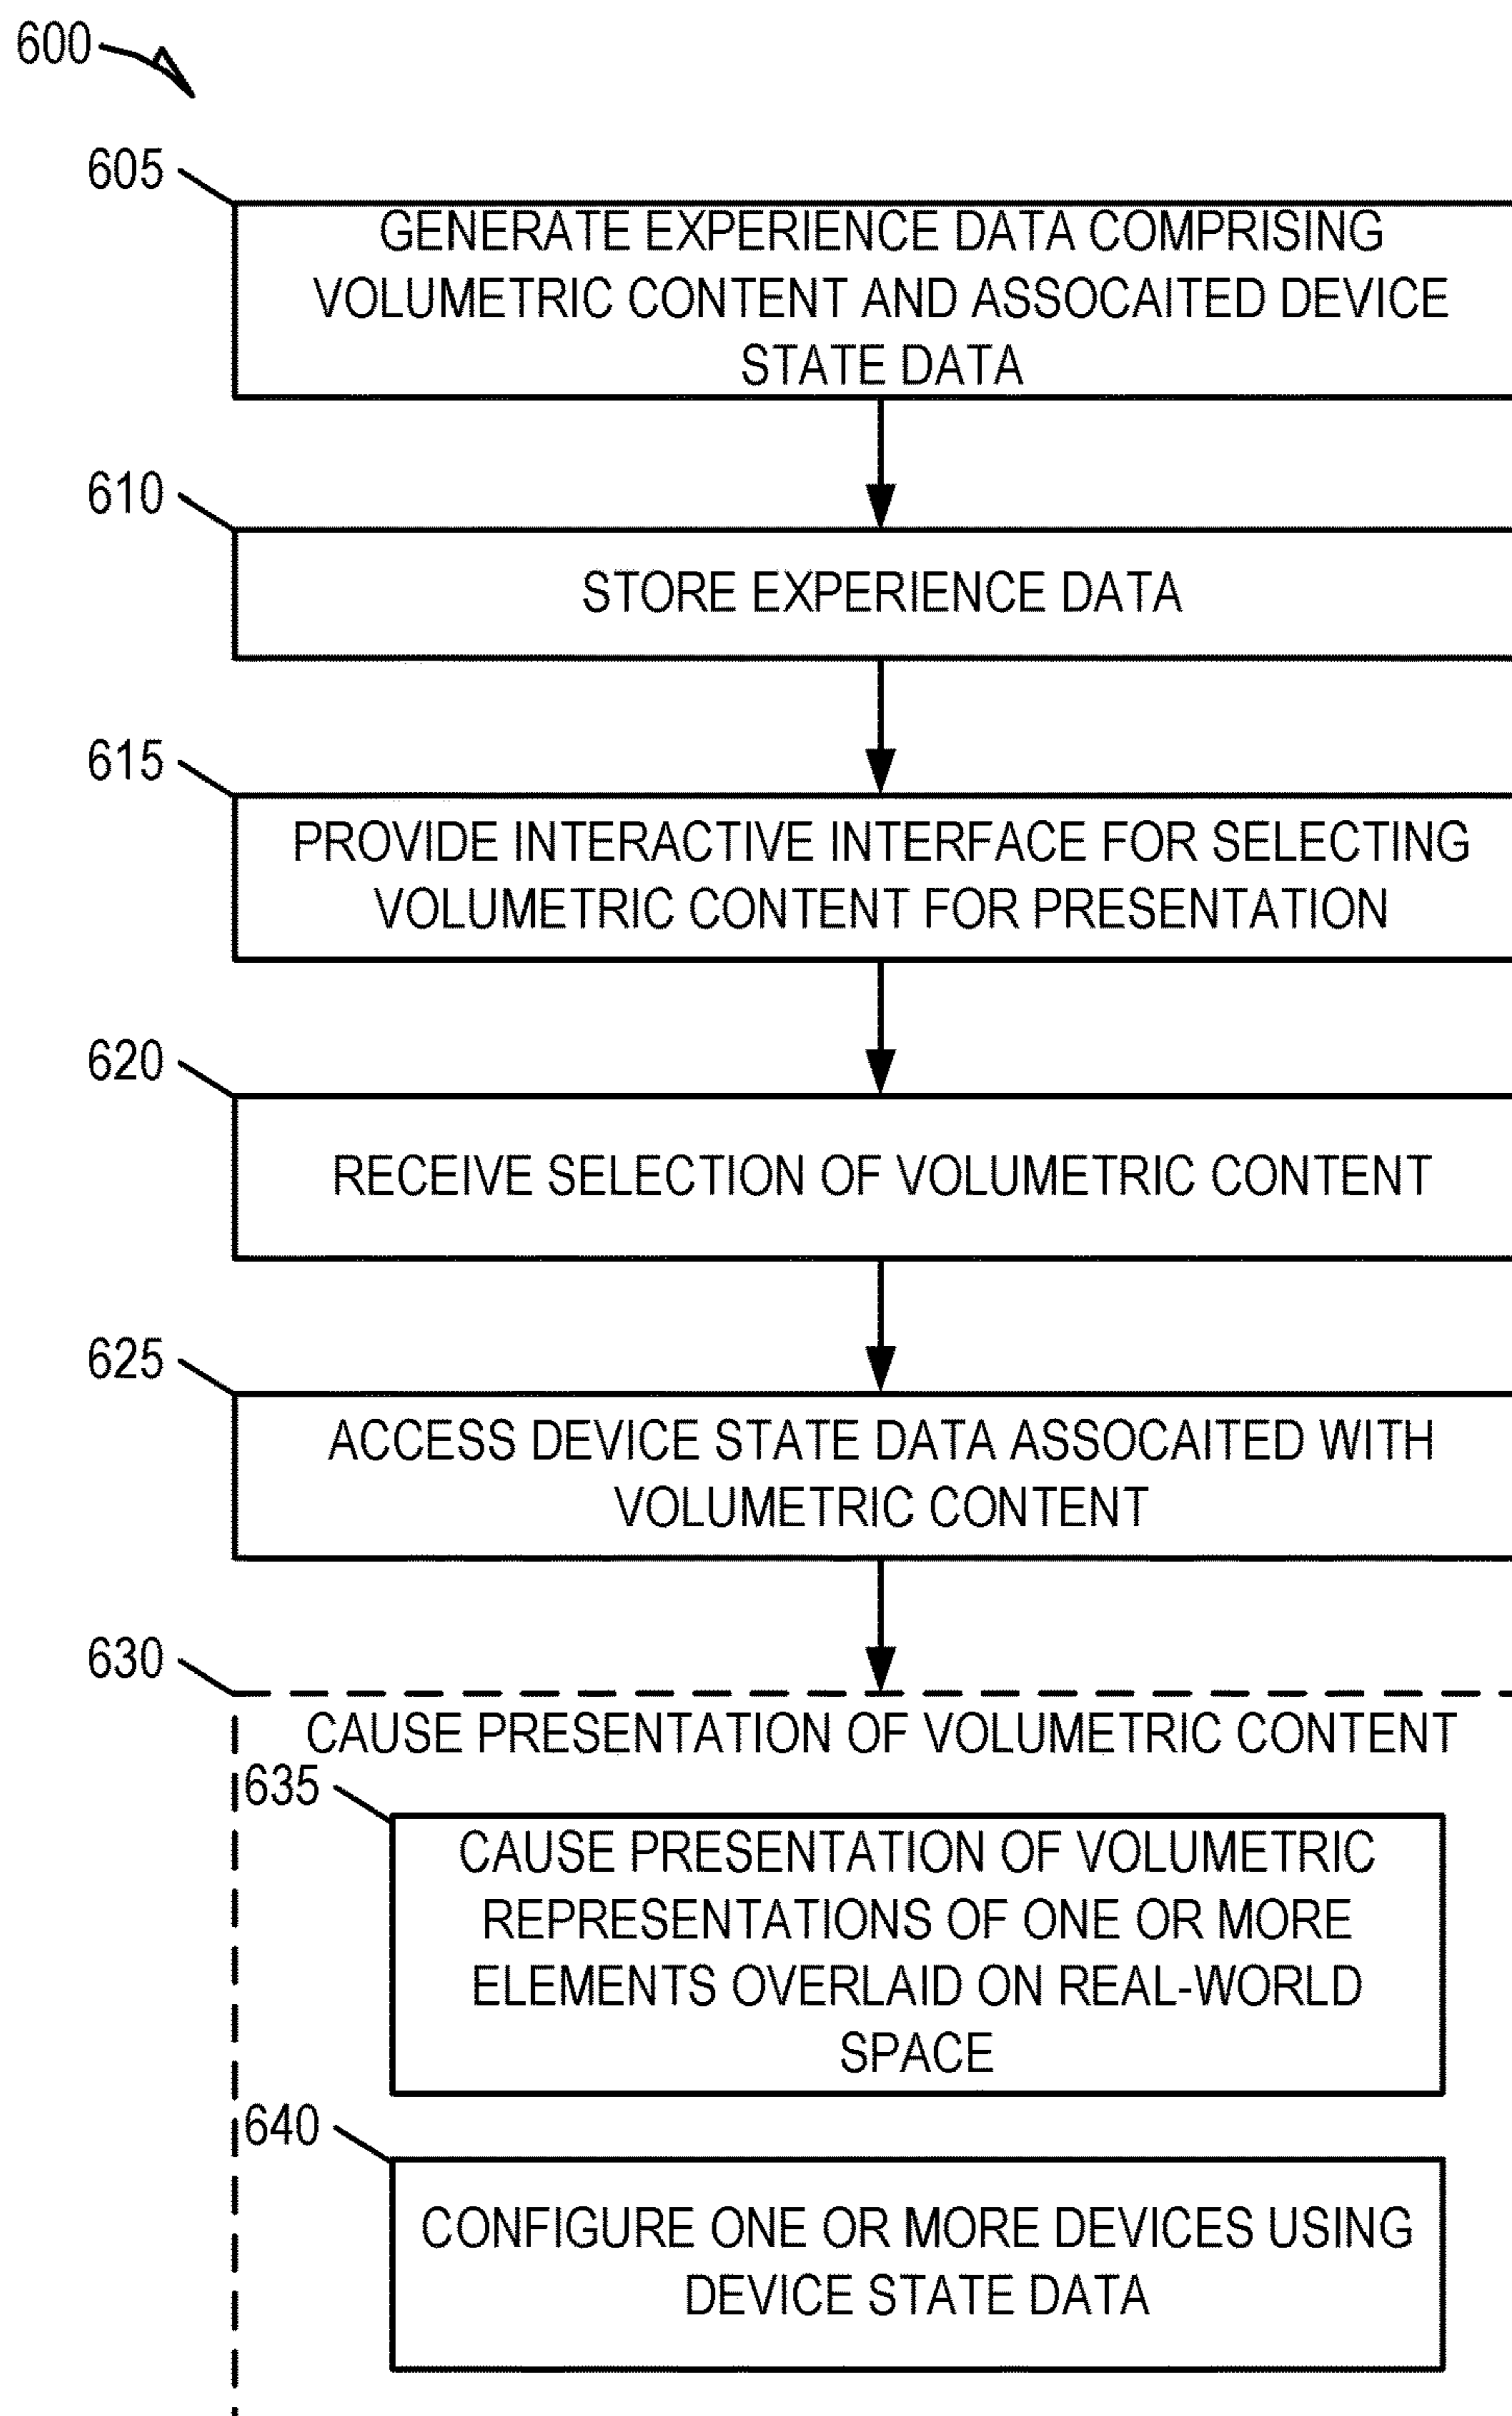 600
605
GENERATE EXPERIENCE DATA COMPRISING
VOLUMETRIC CONTENT AND ASSOCAITED DEVICE
STATE DATA
610
STORE EXPERIENCE DATA
615
PROVIDE INTERACTIVE INTERFACE FOR SELECTING
VOLUMETRIC CONTENT FOR PRESENTATION
620
RECEIVE SELECTION OF VOLUMETRIC CONTENT
625
ACCESS DEVICE STATE DATA ASSOCAITED WITH
VOLUMETRIC CONTENT
630
CAUSE PRESENTATION OF VOLUMETRIC CONTENT
635
CAUSE PRESENTATION OF VOLUMETRIC
REPRESENTATIONS OF ONE OR MORE
ELEMENTS OVERLAID ON REAL-WORLD
SPACE
640
CONFIGURE ONE OR MORE DEVICES USING
DEVICE STATE DATA